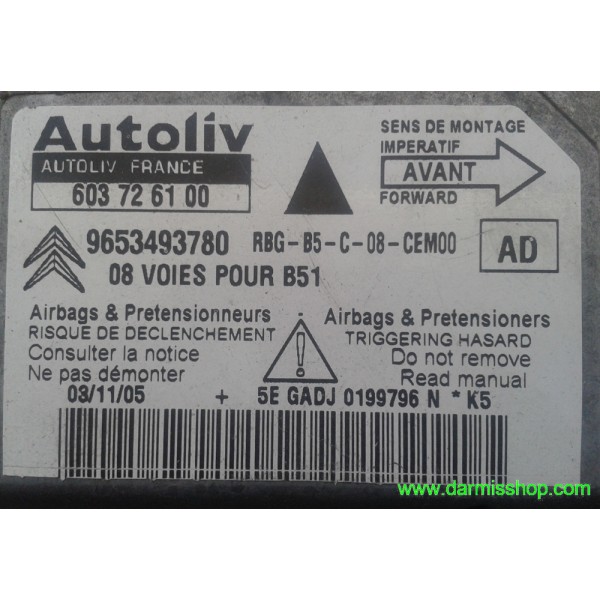 Autoliv
AUTOLIV FRANCE
603 72 61 00
SENS DE MONTAGE
IMPERATIF
AVANT
FORWARD
9653493780 RBG-B5-C-08-CEM00 AD
08 VOIES POUR B51
Airbags & Pretensionneurs
RISQUE DE DECLENCHEMENT
Consulter la notice
Ne pas démonter
Airbags & Pretensioners
TRIGGERING HASARD
Do not remove
Read manual
08/11/05 + 5E GADJ 0199796 N * K5
www.darmisshop.com